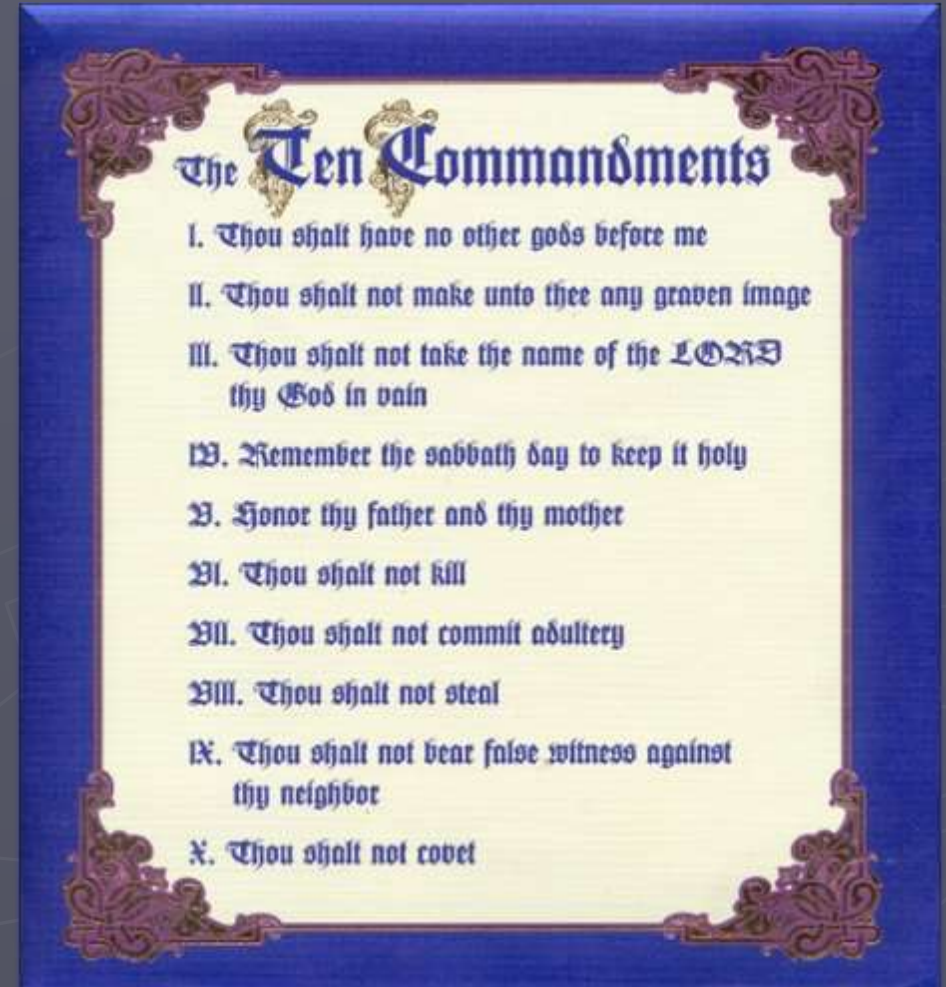 The Ten Commandments
I. Thou shalt have no other gods before me
II. Thou shalt not make unto thee any graven image
III. Thou shalt not take the name of the LORD
thy God in vain
IV. Remember the sabbath day to keep it holy
V. Honor thy father and thy mother
VI. Thou shalt not kill
VII. Thou shalt not commit adultery
VIII. Thou shalt not steal
IX. Thou shalt not bear false witness against
thy neighbor
X. Thou shalt not covet